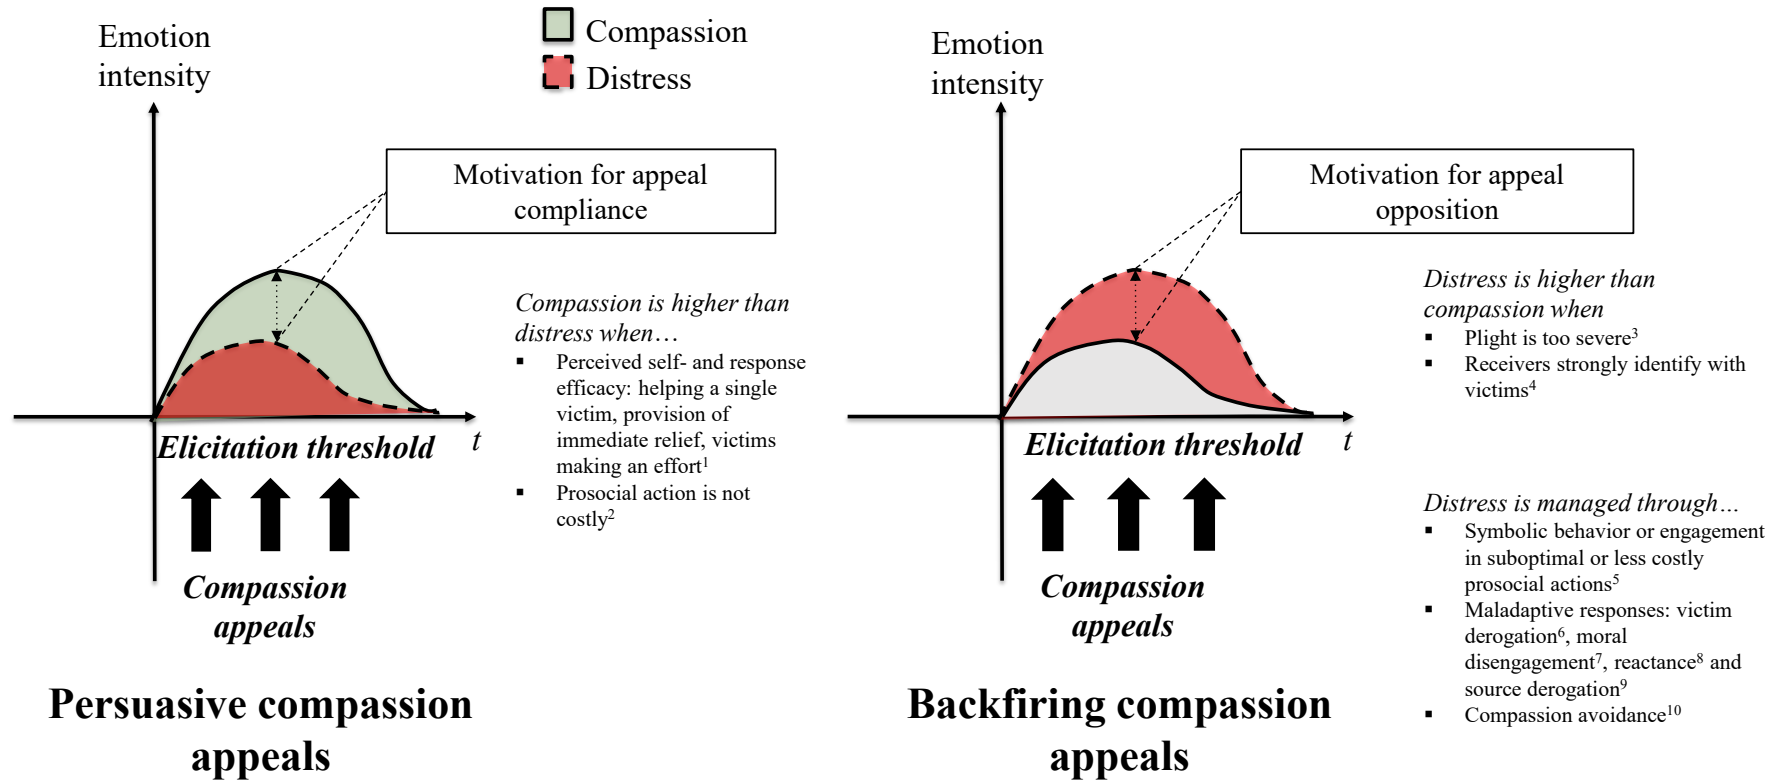 Emotion
intensity
Compassion
Distress
Motivation for appeal
compliance
Compassion is higher than
distress when…
▪ Perceived self- and response
efficacy: helping a single
victim, provision of
immediate relief, victims
making an effort¹
▪ Prosocial action is not
costly²
Elicitation threshold
t
Compassion
appeals
Persuasive compassion
appeals
Emotion
intensity
Motivation for appeal
opposition
Distress is higher than
compassion when
▪ Plight is too severe³
▪ Receivers strongly identify with
victims⁴
Elicitation threshold
t
Compassion
appeals
Distress is managed through…
▪ Symbolic behavior or engagement
in suboptimal or less costly
prosocial actions⁵
▪ Maladaptive responses: victim
derogation⁶, moral
disengagement⁷, reactance⁸ and
source derogation⁹
▪ Compassion avoidance¹⁰
Backfiring compassion
appeals